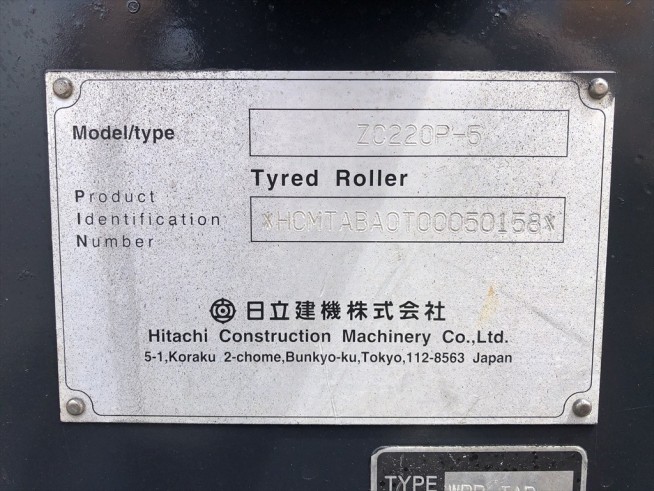 Model/type ZC220P-5
Tyred Roller
Product
Identification *HCMTABA0T00050158*
Number
日立建機株式会社
Hitachi Construction Machinery Co.,Ltd.
5-1,Koraku 2-chome,Bunkyo-ku,Tokyo,112-8563 Japan
TYPE